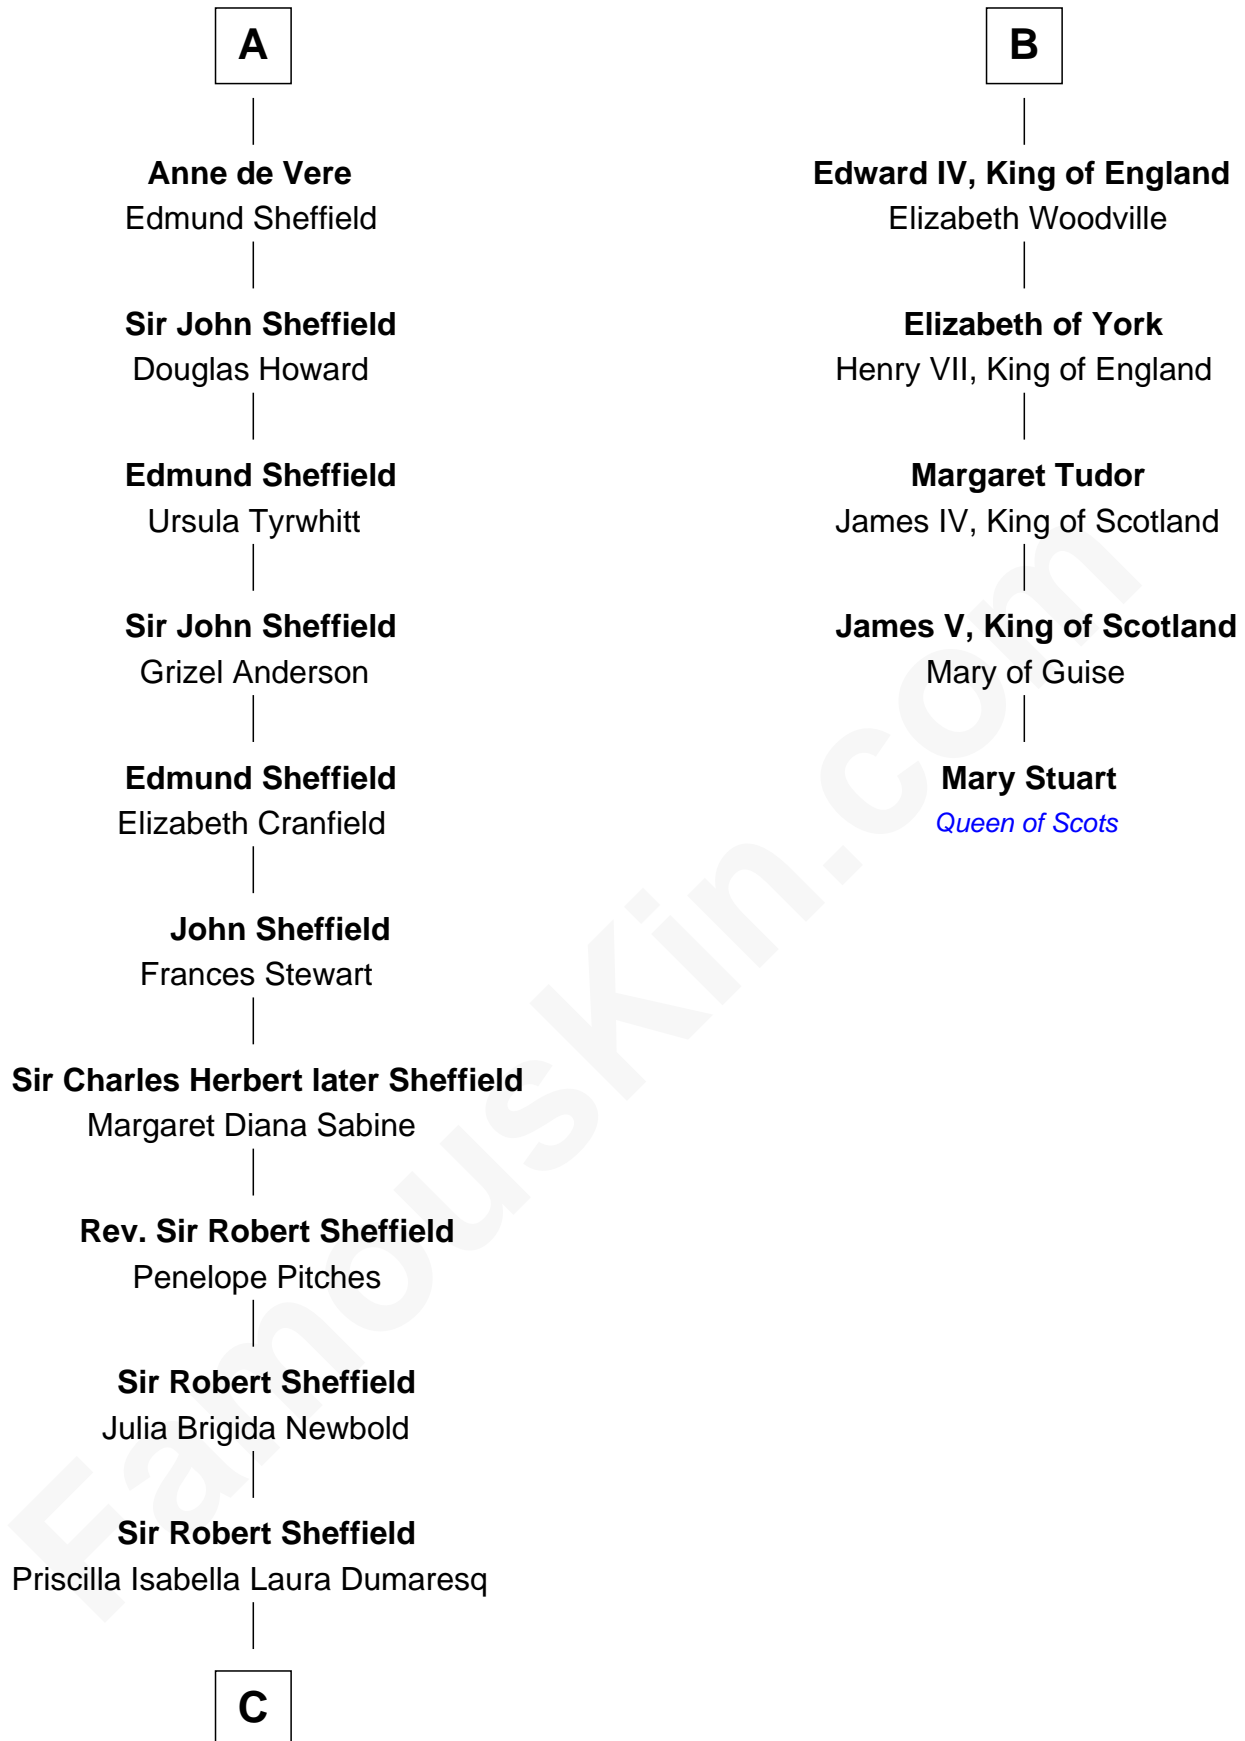 A
Anne de Vere
Edmund Sheffield
Sir John Sheffield
Douglas Howard
Edmund Sheffield
Ursula Tyrwhitt
Sir John Sheffield
Grizel Anderson
Edmund Sheffield
Elizabeth Cranfield
John Sheffield
Frances Stewart
Sir Charles Herbert later Sheffield
Margaret Diana Sabine
Rev. Sir Robert Sheffield
Penelope Pitches
Sir Robert Sheffield
Julia Brigida Newbold
Sir Robert Sheffield
Priscilla Isabella Laura Dumaresq
C
B
Edward IV, King of England
Elizabeth Woodville
Elizabeth of York
Henry VII, King of England
Margaret Tudor
James IV, King of Scotland
James V, King of Scotland
Mary of Guise
Mary Stuart
Queen of Scots
FamousKin.com